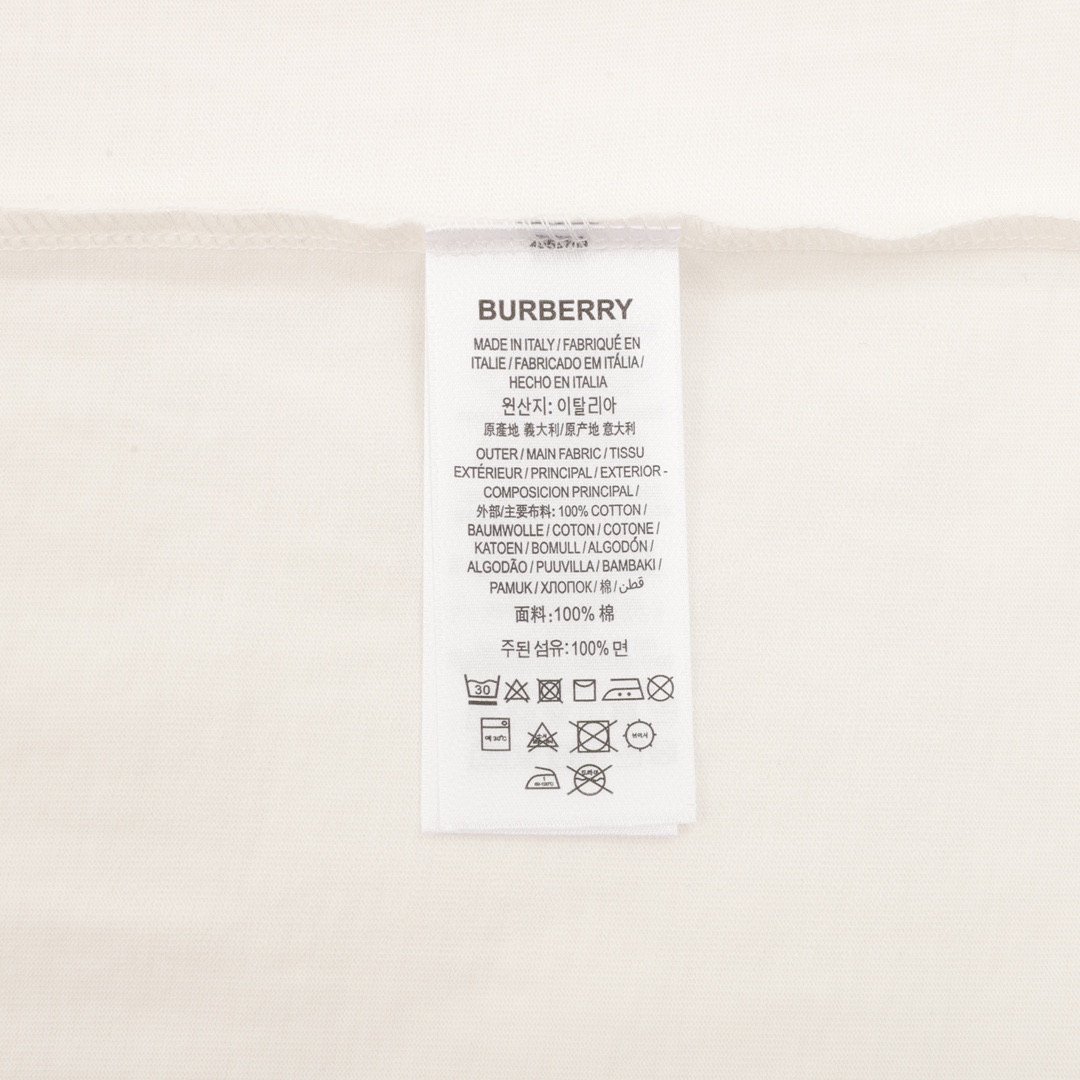 BURBERRY
MADE IN ITALY / FABRIQUÉ EN
ITALIE / FABRICADO EM ITÁLIA /
HECHO EN ITALIA
원산지: 이탈리아
原產地 義大利/原产地 意大利
OUTER / MAIN FABRIC / TISSU
EXTÉRIEUR / PRINCIPAL / EXTERIOR -
COMPOSICION PRINCIPAL /
外部/主要布料: 100% COTTON /
BAUMWOLLE / COTON / COTONE /
KATOEN / BOMULL / ALGODÓN /
ALGODÃO / PUUVILLA / BAMBAKI /
PAMUK / ХЛОПОК / 棉 / قطن
面料:100% 棉
주된 섬유:100% 면
30